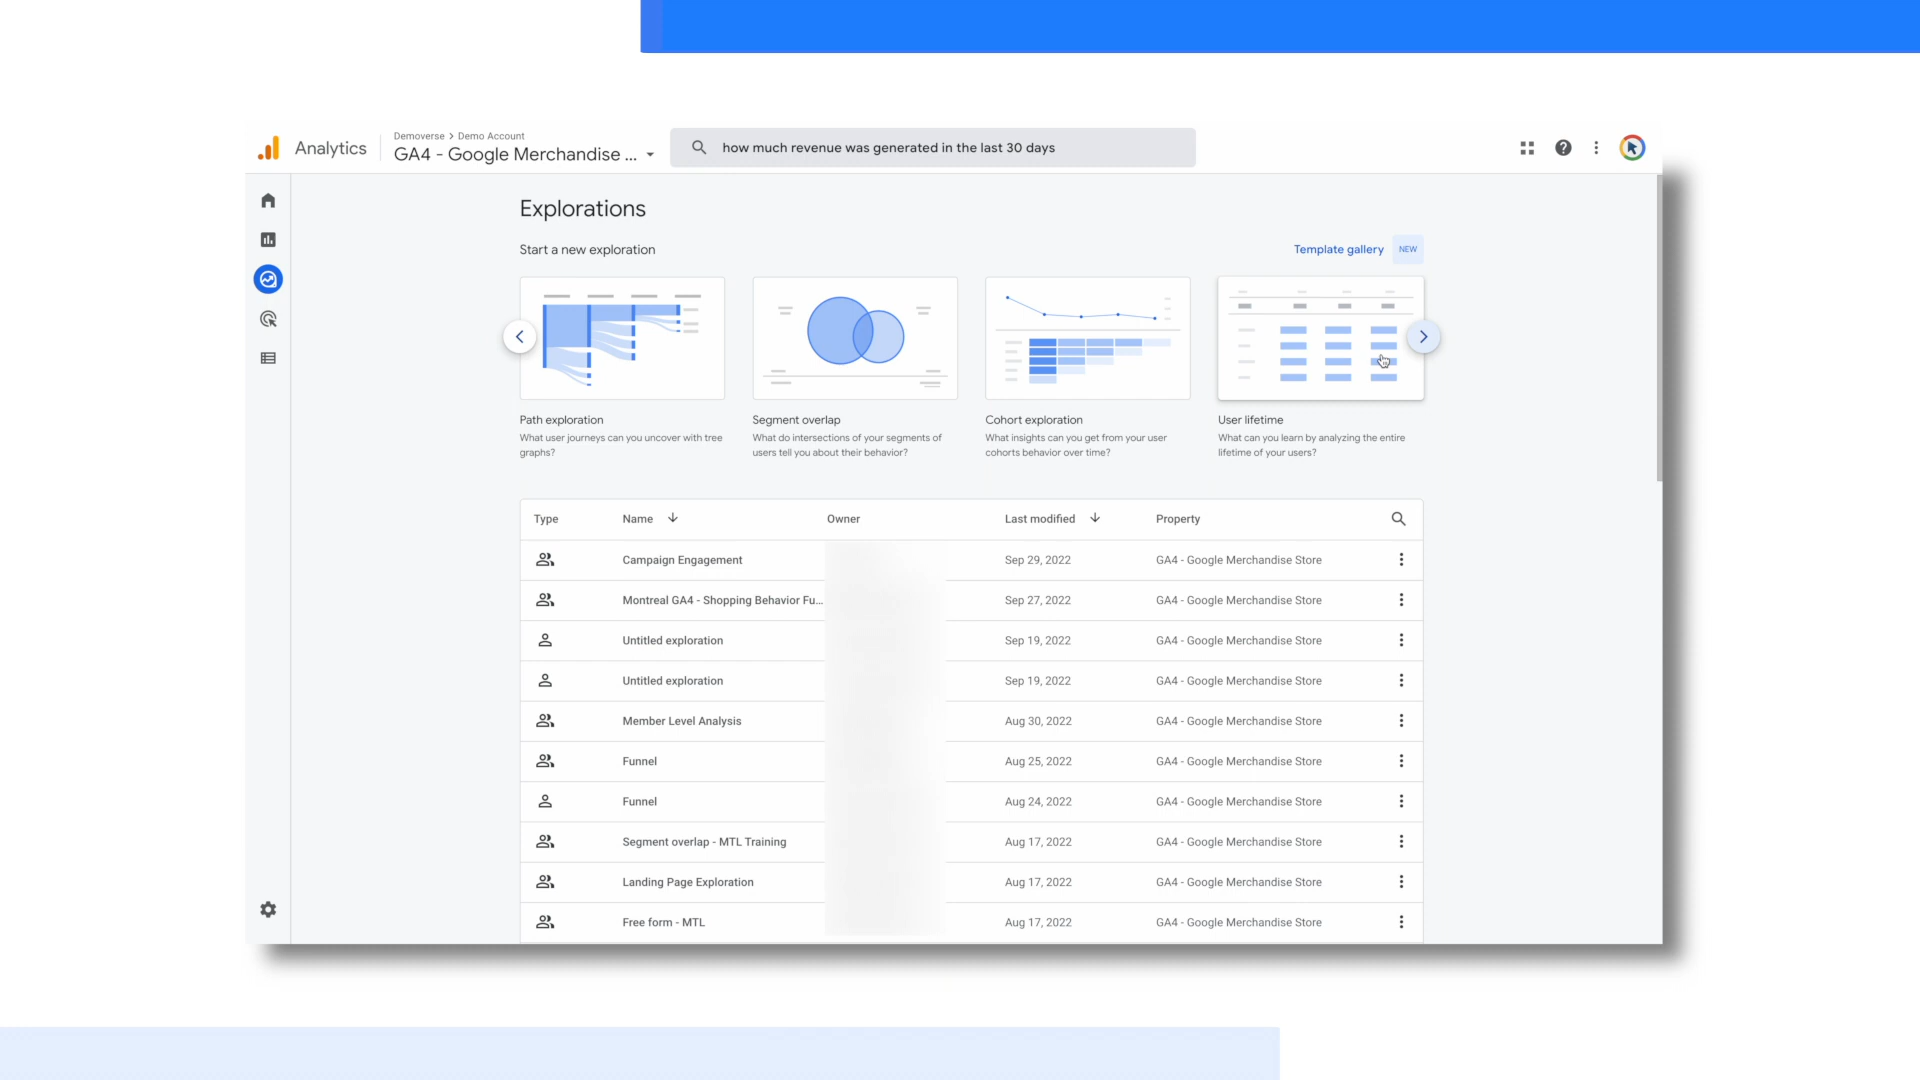 Analytics
Demoverse > Demo Account
GA4 - Google Merchandise ...
how much revenue was generated in the last 30 days
Explorations
Start a new exploration
Template gallery NEW
Path exploration
What user journeys can you uncover with tree
graphs?
Segment overlap
What do intersections of your segments of
users tell you about their behavior?
Cohort exploration
What insights can you get from your user
cohorts behavior over time?
User lifetime
What can you learn by analyzing the entire
lifetime of your users?
Type Name Owner Last modified Property
Campaign Engagement Sep 29, 2022 GA4 - Google Merchandise Store
Montreal GA4 - Shopping Behavior Fu... Sep 27, 2022 GA4 - Google Merchandise Store
Untitled exploration Sep 19, 2022 GA4 - Google Merchandise Store
Untitled exploration Sep 19, 2022 GA4 - Google Merchandise Store
Member Level Analysis Aug 30, 2022 GA4 - Google Merchandise Store
Funnel Aug 25, 2022 GA4 - Google Merchandise Store
Funnel Aug 24, 2022 GA4 - Google Merchandise Store
Segment overlap - MTL Training Aug 17, 2022 GA4 - Google Merchandise Store
Landing Page Exploration Aug 17, 2022 GA4 - Google Merchandise Store
Free form - MTL Aug 17, 2022 GA4 - Google Merchandise Store